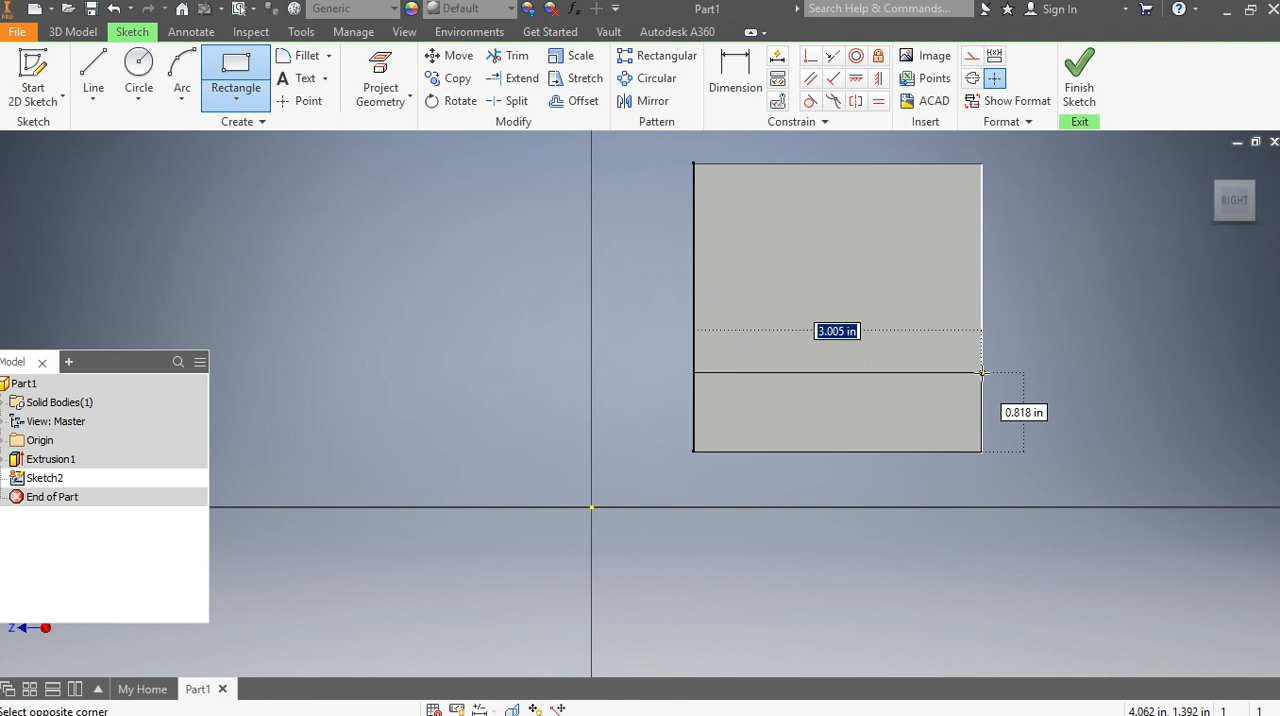 PRO
Generic
Default
Part1
Search Help & Commands...
Sign In
File 3D Model Sketch Annotate Inspect Tools Manage View Environments Get Started Vault Autodesk A360
Start
2D Sketch
Line
Circle
Arc
Rectangle
Fillet
Text
Point
Project
Geometry
Move
Copy
Rotate
Trim
Extend
Split
Scale
Stretch
Offset
Rectangular
Circular
Mirror
Dimension
Image
Points
ACAD
Show Format
Finish
Sketch
Sketch Create Modify Pattern Constrain Insert Format Exit
RIGHT
3.005 in
0.818 in
Model
Part1
Solid Bodies(1)
View: Master
Origin
Extrusion1
Sketch2
End of Part
Z
My Home Part1
Select opposite corner
4.062 in, 1.392 in 1 1